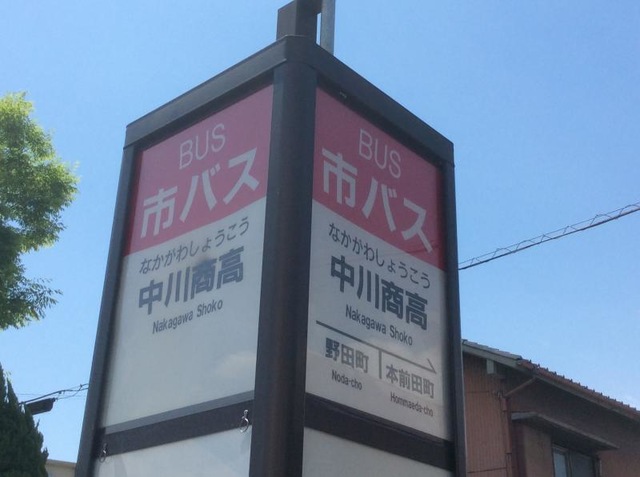 BUS
市バス
なかがわしょうこう
中川商高
Nakagawa Shoko
BUS
市バス
なかがわしょうこう
中川商高
Nakagawa Shoko
野田町
Noda-cho
本前田町
Hommaeda-cho